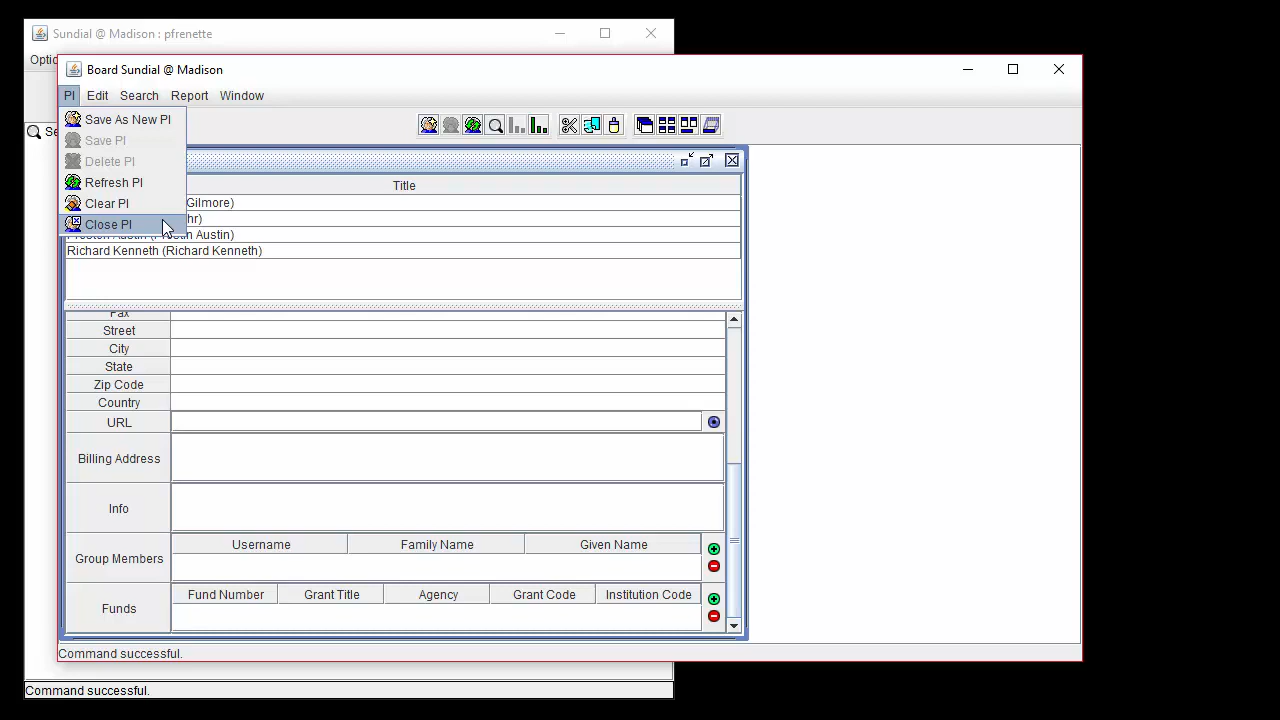 Sundial @ Madison : pfrenette
Board Sundial @ Madison
PI Edit Search Report Window
Save As New PI
Save PI
Delete PI
Refresh PI
Clear PI
Close PI
Title
Gilmore)
hr)
Austin)
Richard Kenneth (Richard Kenneth)
Fax
Street
City
State
Zip Code
Country
URL
Billing Address
Info
Group Members
Username Family Name Given Name
Funds
Fund Number Grant Title Agency Grant Code Institution Code
Command successful.
Command successful.